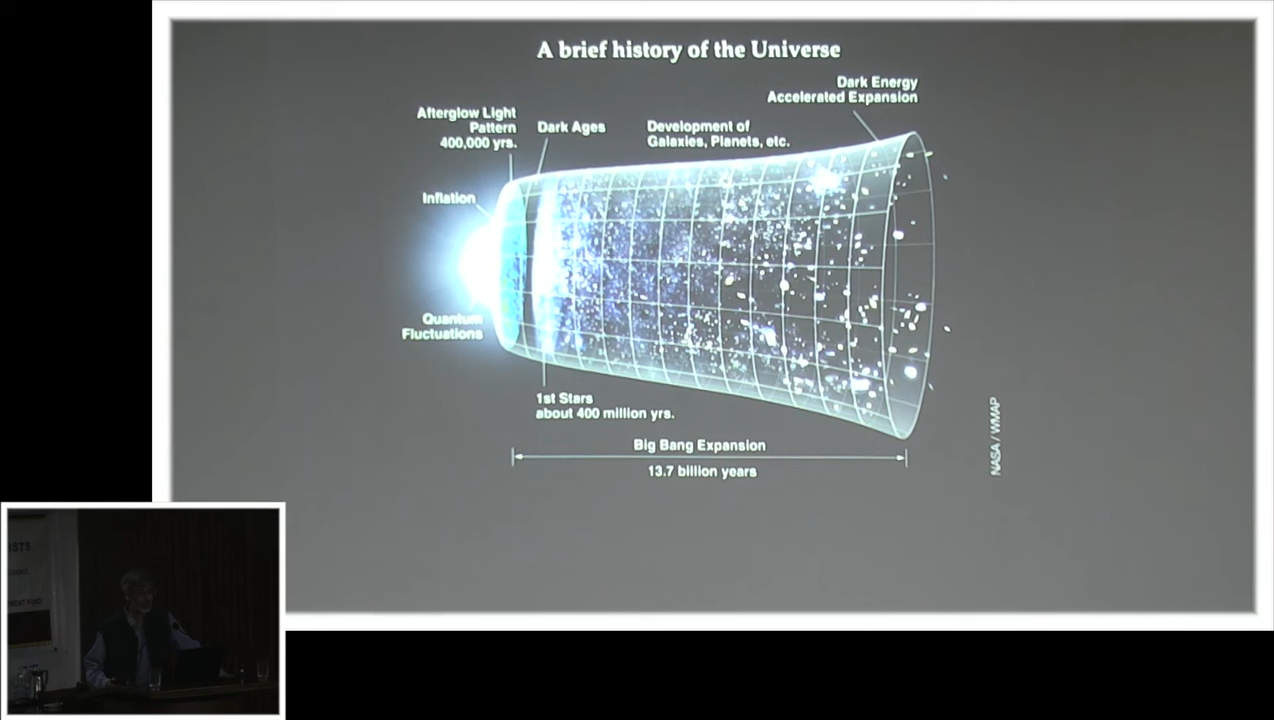 A brief history of the Universe
Dark Energy
Accelerated Expansion
Afterglow Light
Pattern
400,000 yrs.
Dark Ages
Development of
Galaxies, Planets, etc.
Inflation
Quantum
Fluctuations
1st Stars
about 400 million yrs.
Big Bang Expansion
13.7 billion years
NASA / WMAP